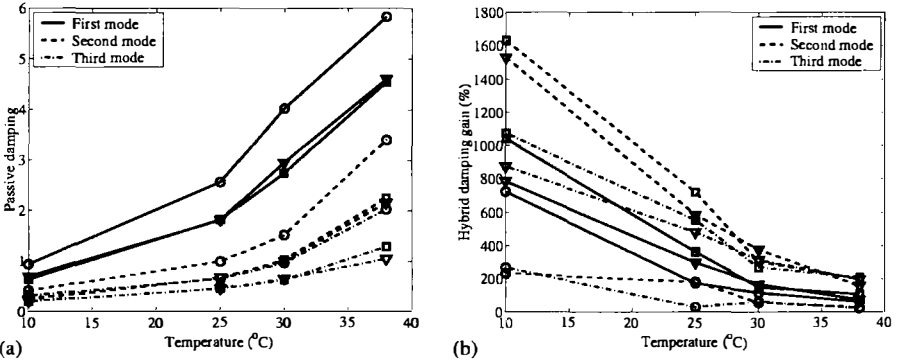 First mode
Second mode
Third mode
Passive damping
6
5
4
3
2
1
0
10 15 20 25 30 35 40
Temperature (°C)
(a)
First mode
Second mode
Third mode
Hybrid damping gain (%)
1800
1600
1400
1200
1000
800
600
400
200
0
10 15 20 25 30 35
Temperature (°C)
(b)